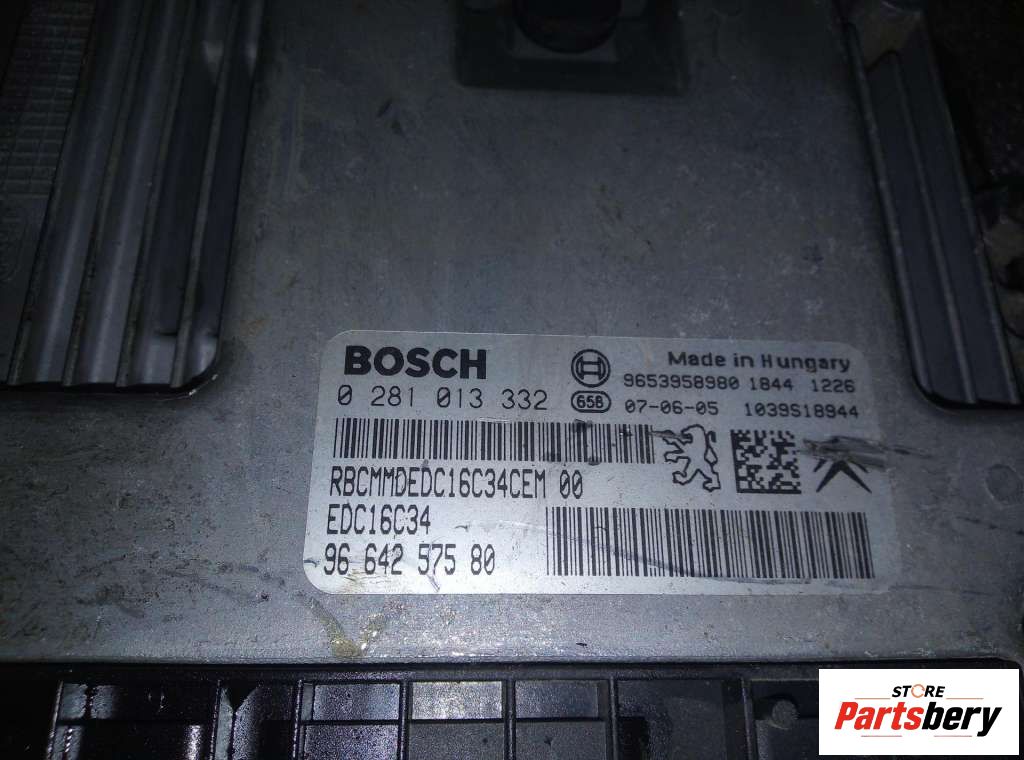 BOSCH
Made in Hungary
0 281 013 332
9653958980 1844 1226
658 07-06-05 1039S18944
RBCMMDEDC16C34CEM 00
EDC16C34
96 642 575 80
STORE
Partsbery